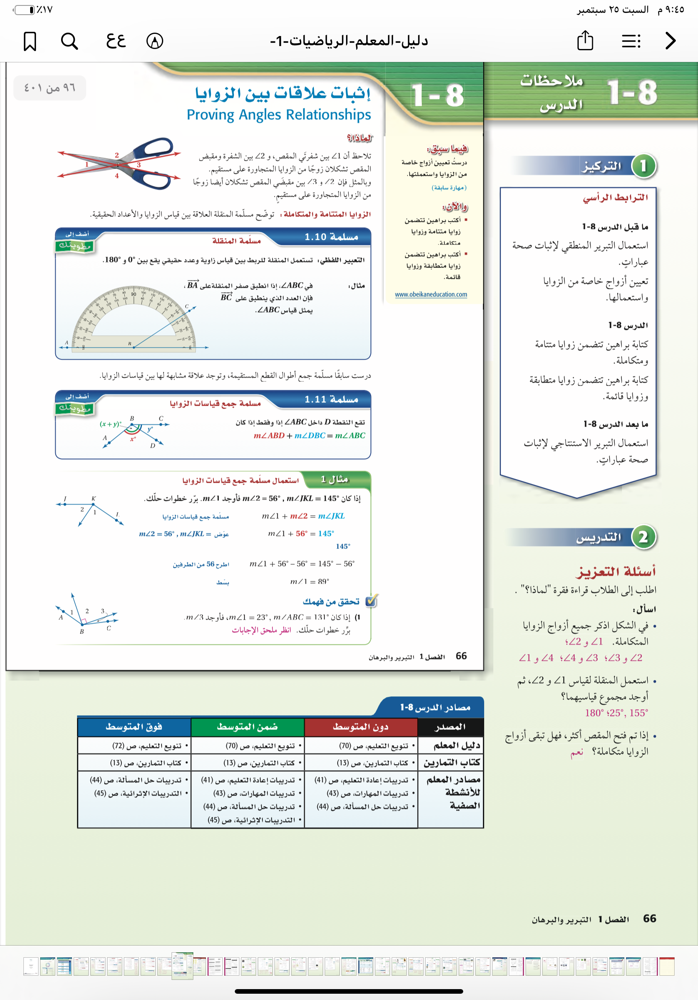 ٩:٤٥ م السبت ٢٥ سبتمبر
٪١٧
دليل-المعلم-الرياضيات-1-
عع
٩٦ من ٤٠١
1-8
ملاحظات
الدرس
1 التركيز
الترابط الرأسي
ما قبل الدرس 8-1
استعمال التبرير المنطقي لإثبات صحة
عباراتٍ.
تعيين أزواج خاصة من الزوايا
واستعمالها.
الدرس 8-1
كتابة براهين تتضمن زوايا متتامة
ومتكاملة.
كتابة براهين تتضمن زوايا متطابقة
وزوايا قائمة.
ما بعد الدرس 8-1
استعمال التبرير الاستنتاجي لإثبات
صحة عباراتٍ.
2 التدريس
أسئلة التعزيز
اطلب إلى الطلاب قراءة فقرة "لماذا؟" .
اسأل:
• في الشكل اذكر جميع أزواج الزوايا
المتكاملة. ∠1 و ∠2؛
∠2 و ∠3؛ ∠3 و ∠4؛ ∠4 و ∠1
• استعمل المنقلة لقياس ∠1 و ∠2، ثم
أوجد مجموع قياسيهما؟
25°, 155°؛ 180°
• إذا تم فتح المقص أكثر، فهل تبقى أزواج
الزوايا متكاملة؟ نعم
1-8
إثبات علاقات بين الزوايا
Proving Angles Relationships
فيما سبق:
درستُ تعيين أزواج خاصة
من الزوايا واستعملتها.
(مهارة سابقة)
والآن:
▪ أكتب براهين تتضمن
زوايا متتامة وزوايا
متكاملة.
▪ أكتب براهين تتضمن
زوايا متطابقة وزوايا
قائمة.
www.obeikaneducation.com
لماذا؟
تلاحظ أن ∠1 بين شفرتَي المقص، و ∠2 بين الشفرة ومقبض
المقص تشكلان زوجًا من الزوايا المتجاورة على مستقيم.
وبالمثل فإن ∠2 و ∠3 بين مقبضَي المقص تشكلان أيضا زوجًا
من الزوايا المتجاورة على مستقيمٍ.
2
1
3
4
الزوايا المتتامة والمتكاملة: توضّح مسلّمة المنقلة العلاقة بين قياس الزوايا والأعداد الحقيقية.
مسلمة 1.10
مسلّمة المنقلة
أضف إلى
مطويتك
التعبير اللفظي: تستعمل المنقلة للربط بين قياس زاوية وعدد حقيقي يقع بين °0 و °180.
مثال: في ∠ABC، إذا انطبق صفر المنقلة على BA،
فإن العدد الذي ينطبق على BC
يمثل قياس ∠ABC.
C
A
B
90
درست سابقًا مسلّمة جمع أطوال القطع المستقيمة، وتوجد علاقة مشابهة لها بين قياسات الزوايا.
مسلمة 1.11
مسلمة جمع قياسات الزوايا
أضف إلى
مطويتك
تقع النقطة D داخل ∠ABC إذا وفقط إذا كان
m∠ABD + m∠DBC = m∠ABC
B C
(x + y)°
y°
A
x°
D
مثال 1
استعمال مسلّمة جمع قياسات الزوايا
إذا كان m∠2 = 56° , m∠JKL = 145° فأوجد m∠1. برّر خطوات حلّك.
J K
2 1
L
m∠1 + m∠2 = m∠JKL مسلّمة جمع قياسات الزوايا
m∠1 + 56° = 145° عوّض m∠2 = 56° , m∠JKL =
145°
m∠1 + 56° – 56° = 145° – 56° اطرح 56 من الطرفين
m∠1 = 89° بسّط
تحقق من فهمك
1) إذا كان m∠1 = 23°, m∠ABC = 131°، فأوجد m∠3.
برِّر خطوات حلّك. انظر ملحق الإجابات
1 2 3
A
B
C
66 الفصل 1 التبرير والبرهان
مصادر الدرس 8-1
المصدر دون المتوسط ضمن المتوسط فوق المتوسط
دليل المعلم • تنويع التعليم، ص (70) • تنويع التعليم، ص (70) • تنويع التعليم، ص (72)
كتاب التمارين • كتاب التمارين، ص (13) • كتاب التمارين، ص (13) • كتاب التمارين، ص (13)
مصادر المعلم • تدريبات إعادة التعليم، ص (41) • تدريبات إعادة التعليم، ص (41) • تدريبات حل المسألة، ص (44)
للأنشطة • تدريبات المهارات، ص (43) • تدريبات المهارات، ص (43) • التدريبات الإثرائية، ص (45)
الصفية • تدريبات حل المسألة، ص (44) • تدريبات حل المسألة، ص (44)
• التدريبات الإثرائية، ص (45)
66 الفصل 1 التبرير والبرهان